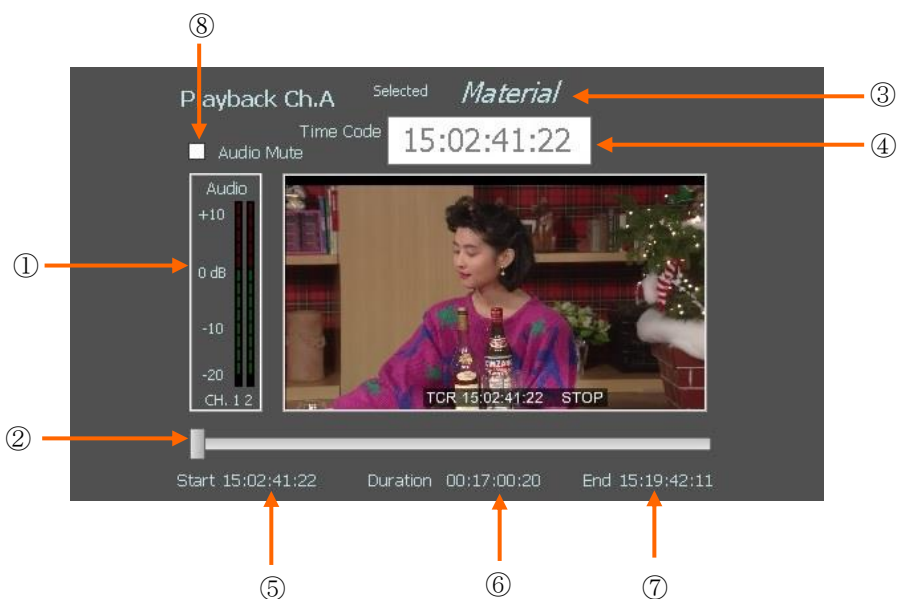 ⑧
Playback Ch.A Selected Material ③
Time Code 15:02:41:22 ④
Audio Mute
Audio
+10
① 0 dB
-10
-20
CH. 1 2
TCR 15:02:41:22 STOP
②
Start 15:02:41:22 Duration 00:17:00:20 End 15:19:42:11
⑤ ⑥ ⑦